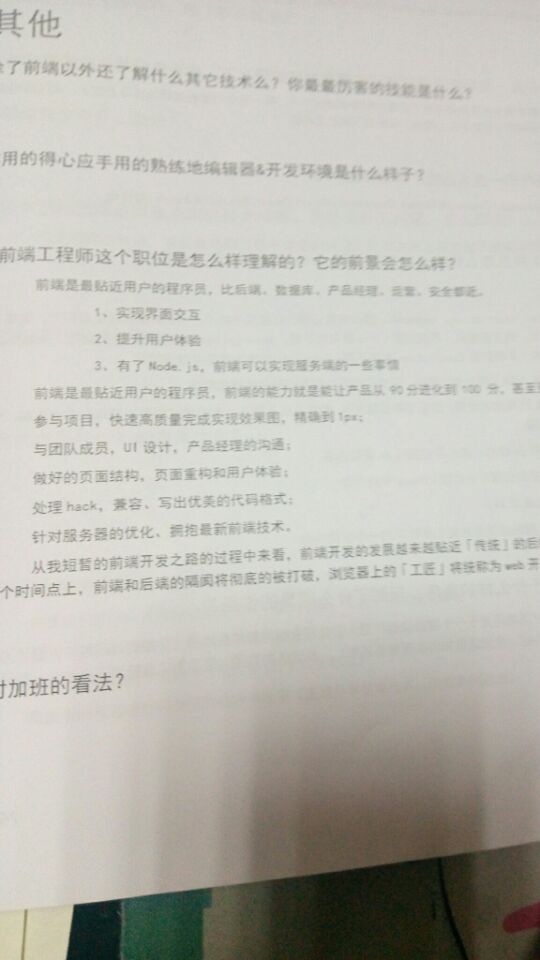 其他
了前端以外还了解什么其它技术么？你最最厉害的技能是什么？
用的得心应手用的熟练地编辑器&开发环境是什么样子？
前端工程师这个职位是怎么样理解的？它的前景会怎么样？
前端是最贴近用户的程序员，比后端、数据库、产品经理、运营、安全都近。
1、实现界面交互
2、提升用户体验
3、有了Node.js，前端可以实现服务端的一些事情
前端是最贴近用户的程序员，前端的能力就是能让产品从 90 分进化到 100 分，甚至
参与项目，快速高质量完成实现效果图，精确到1px；
与团队成员，UI 设计，产品经理的沟通；
做好的页面结构，页面重构和用户体验；
处理 hack，兼容、写出优美的代码格式；
针对服务器的优化、拥抱最新前端技术。
从我短暂的前端开发之路的过程中来看，前端开发的发展越来越贴近「传统」的后
个时间点上，前端和后端的隔阂将彻底的被打破，浏览器上的「工匠」将统称为 web 开
加班的看法？